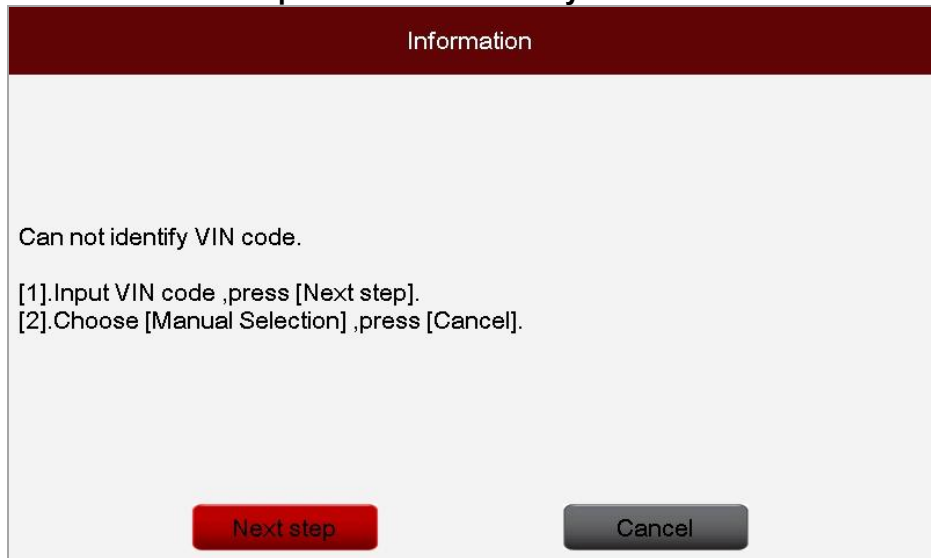 Information
Can not identify VIN code.
[1].Input VIN code ,press [Next step].
[2].Choose [Manual Selection] ,press [Cancel].
Next step
Cancel